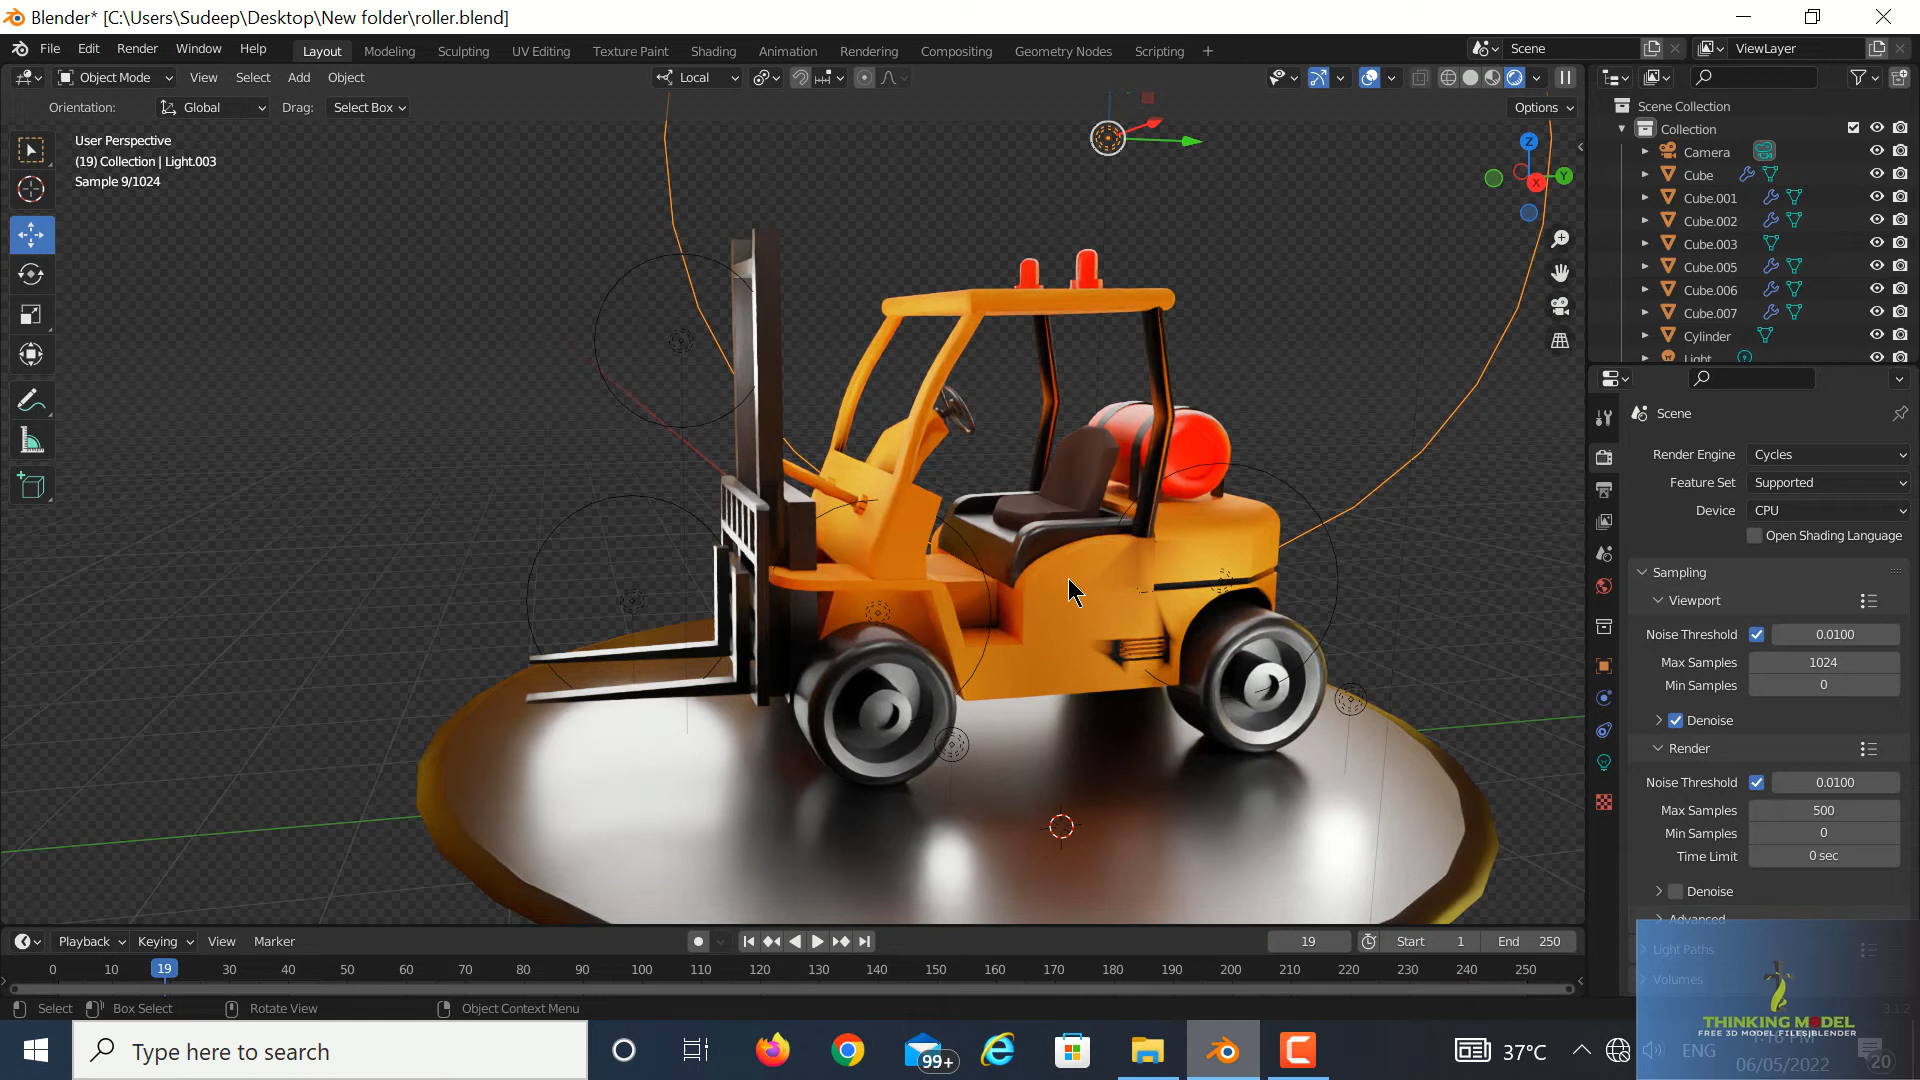 Blender* [C:\Users\Sudeep\Desktop\New folder\roller.blend]
File Edit Render Window Help
Layout Modeling Sculpting UV Editing Texture Paint Shading Animation Rendering Compositing Geometry Nodes Scripting +
Scene
ViewLayer
Object Mode View Select Add Object
Local
Orientation: Global Drag: Select Box
Options
User Perspective
(19) Collection | Light.003
Sample 9/1024
Z
Y
X
Scene Collection
Collection
Camera
Cube
Cube.001
Cube.002
Cube.003
Cube.005
Cube.006
Cube.007
Cylinder
Light
Scene
Render Engine Cycles
Feature Set Supported
Device CPU
Open Shading Language
Sampling
Viewport
Noise Threshold 0.0100
Max Samples 1024
Min Samples 0
Denoise
Render
Noise Threshold 0.0100
Max Samples 500
Min Samples 0
Time Limit 0 sec
Denoise
Advanced
Light Paths
Volumes
Playback Keying View Marker
19
Start 1
End 250
0 10 19 30 40 50 60 70 80 90 100 110 120 130 140 150 160 170 180 190 200 210 220 230 240 250
Select Box Select Rotate View Object Context Menu
3.1.2
THINKING MODEL
FREE 3D MODEL FILES|BLENDER
Type here to search
99+
37°C
ENG
1:16 PM
06/05/2022
20